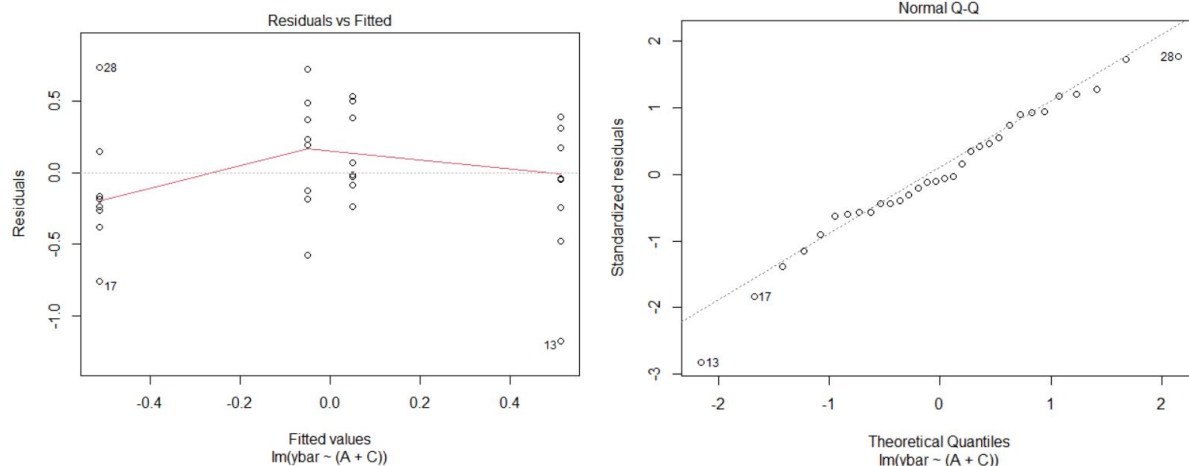 Residuals vs Fitted
Residuals
0.5
0.0
-0.5
-1.0
28
17
13
-0.4 -0.2 0.0 0.2 0.4
Fitted values
lm(ybar ~ (A + C))
Normal Q-Q
Standardized residuals
2
1
0
-1
-2
-3
28
17
13
-2 -1 0 1 2
Theoretical Quantiles
lm(ybar ~ (A + C))